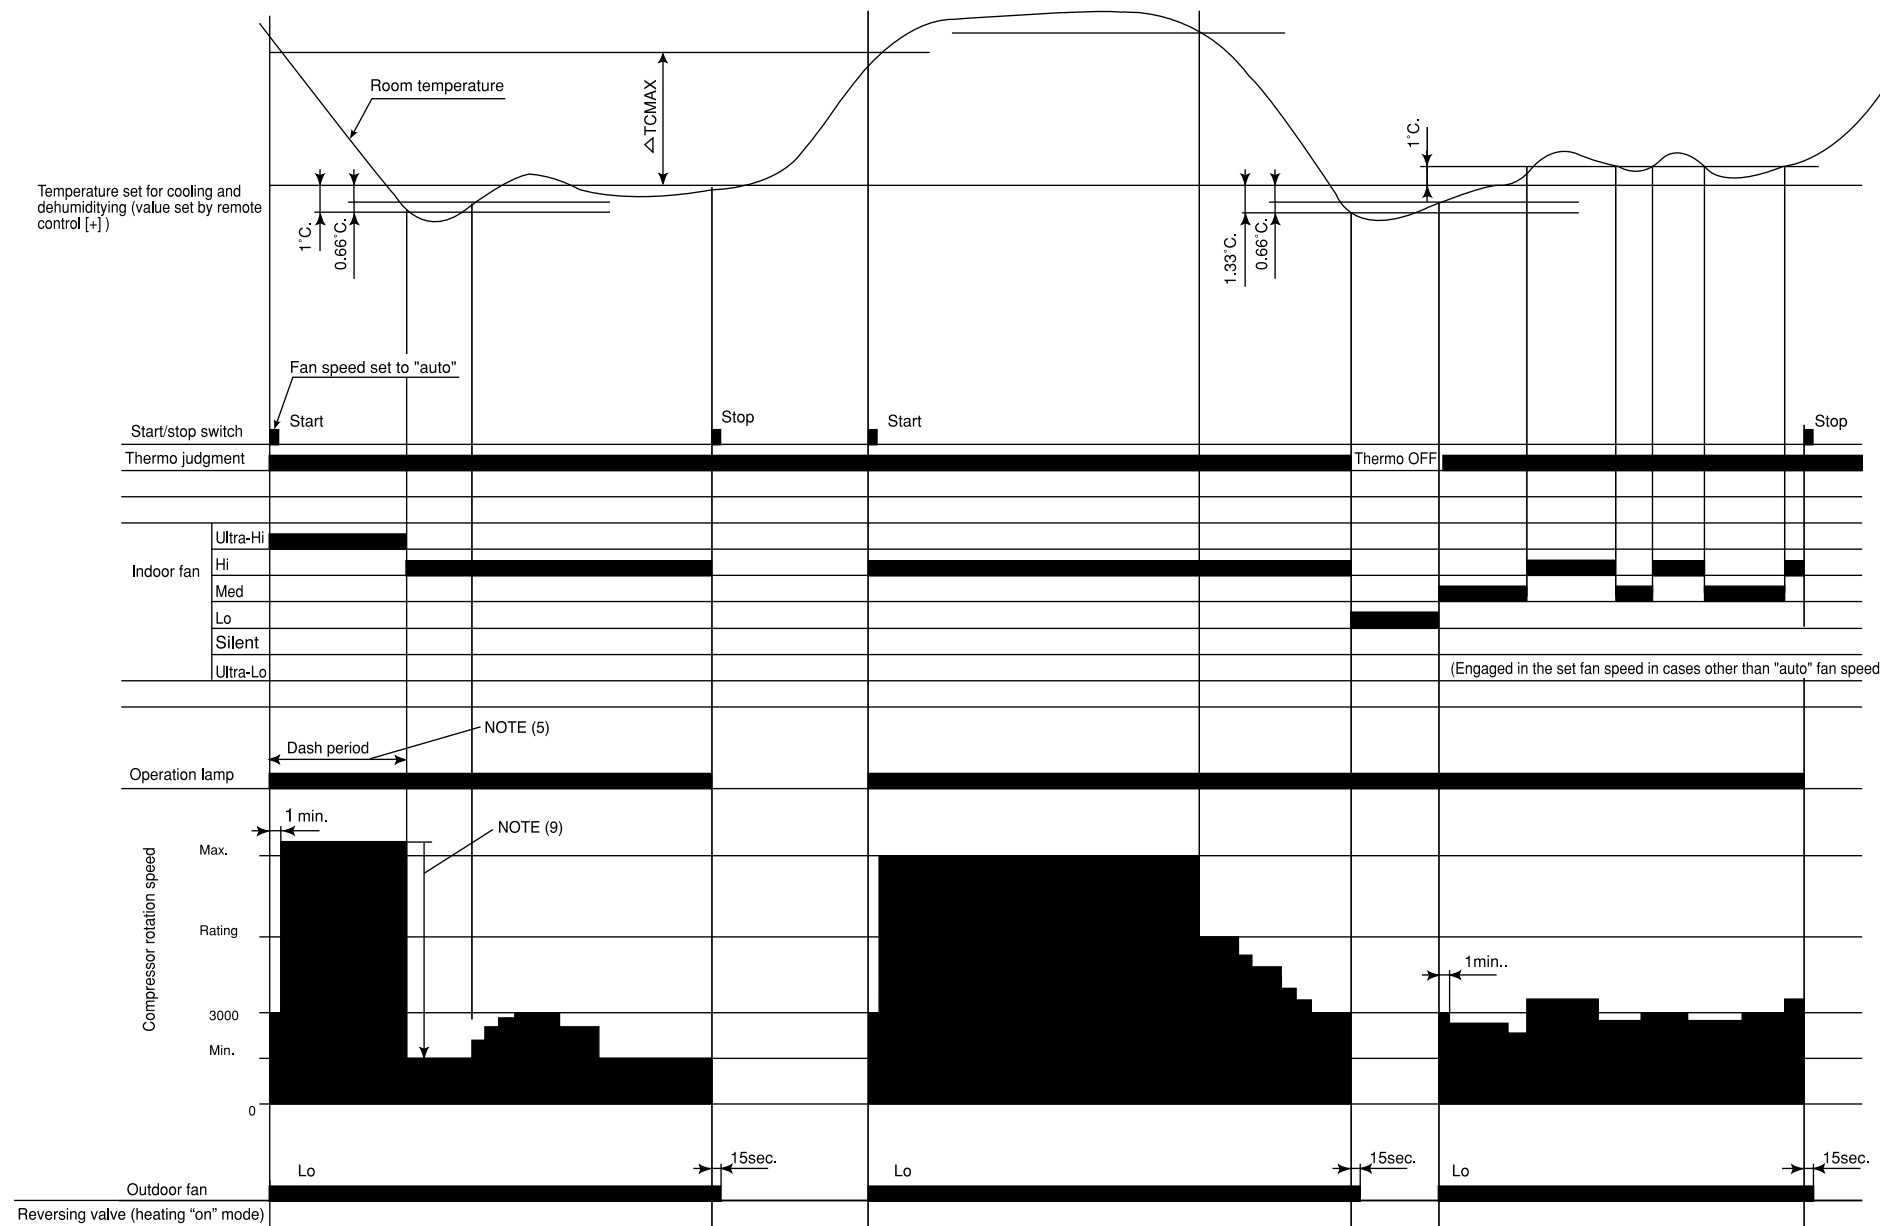 Room temperature
△TCMAX
1˚C.
Temperature set for cooling and
dehumiditying (value set by remote
control [+] )
1˚C.
0.66˚C.
1.33˚C.
0.66˚C.
Fan speed set to "auto"
Start
Stop
Start
Stop
Start/stop switch
Thermo judgment
Thermo OFF
Indoor fan
Ultra-Hi
Hi
Med
Lo
Silent
Ultra-Lo
(Engaged in the set fan speed in cases other than "auto" fan speed
NOTE (5)
Dash period
Operation lamp
1 min.
NOTE (9)
Compressor rotation speed
Max.
Rating
3000
Min.
0
1min..
Lo
15sec.
Lo
15sec.
Lo
15sec.
Outdoor fan
Reversing valve (heating “on” mode)